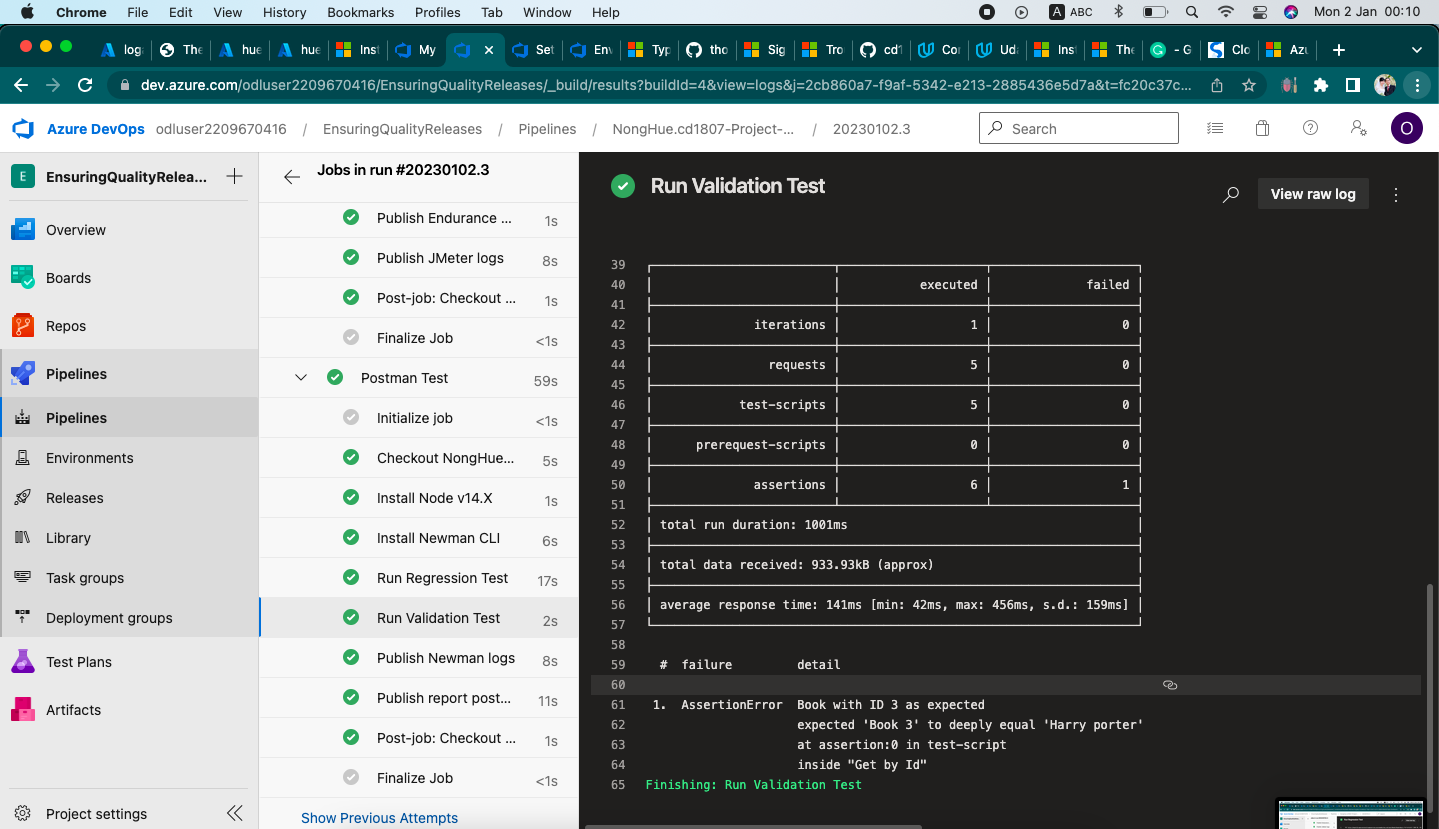 Chrome File Edit View History Bookmarks Profiles Tab Window Help A ABC Mon 2 Jan 00:10
log The hue hue Inst My Set Env Typ tho Sig Tro cd1 Cor Uda Inst The - G Clo Azu
dev.azure.com/odluser2209670416/EnsuringQualityReleases/_build/results?buildId=4&view=logs&j=2cb860a7-f9af-5342-e213-2885436e5d7a&t=fc20c37c...
Azure DevOps odluser2209670416 / EnsuringQualityReleases / Pipelines / NongHue.cd1807-Project-... / 20230102.3 Search O
E EnsuringQualityRelea...
Overview
Boards
Repos
Pipelines
Pipelines
Environments
Releases
Library
Task groups
Deployment groups
Test Plans
Artifacts
Project settings
Jobs in run #20230102.3
Publish Endurance ... 1s
Publish JMeter logs 8s
Post-job: Checkout ... 1s
Finalize Job <1s
Postman Test 59s
Initialize job <1s
Checkout NongHue... 5s
Install Node v14.X 1s
Install Newman CLI 6s
Run Regression Test 17s
Run Validation Test 2s
Publish Newman logs 8s
Publish report post... 11s
Post-job: Checkout ... 1s
Finalize Job <1s
Show Previous Attempts
Run Validation Test
View raw log
39
40 executed failed
41
42 iterations 1 0
43
44 requests 5 0
45
46 test-scripts 5 0
47
48 prerequest-scripts 0 0
49
50 assertions 6 1
51
52 total run duration: 1001ms
53
54 total data received: 933.93kB (approx)
55
56 average response time: 141ms [min: 42ms, max: 456ms, s.d.: 159ms]
57
58
59 # failure detail
60
61 1. AssertionError Book with ID 3 as expected
62 expected 'Book 3' to deeply equal 'Harry porter'
63 at assertion:0 in test-script
64 inside "Get by Id"
65 Finishing: Run Validation Test